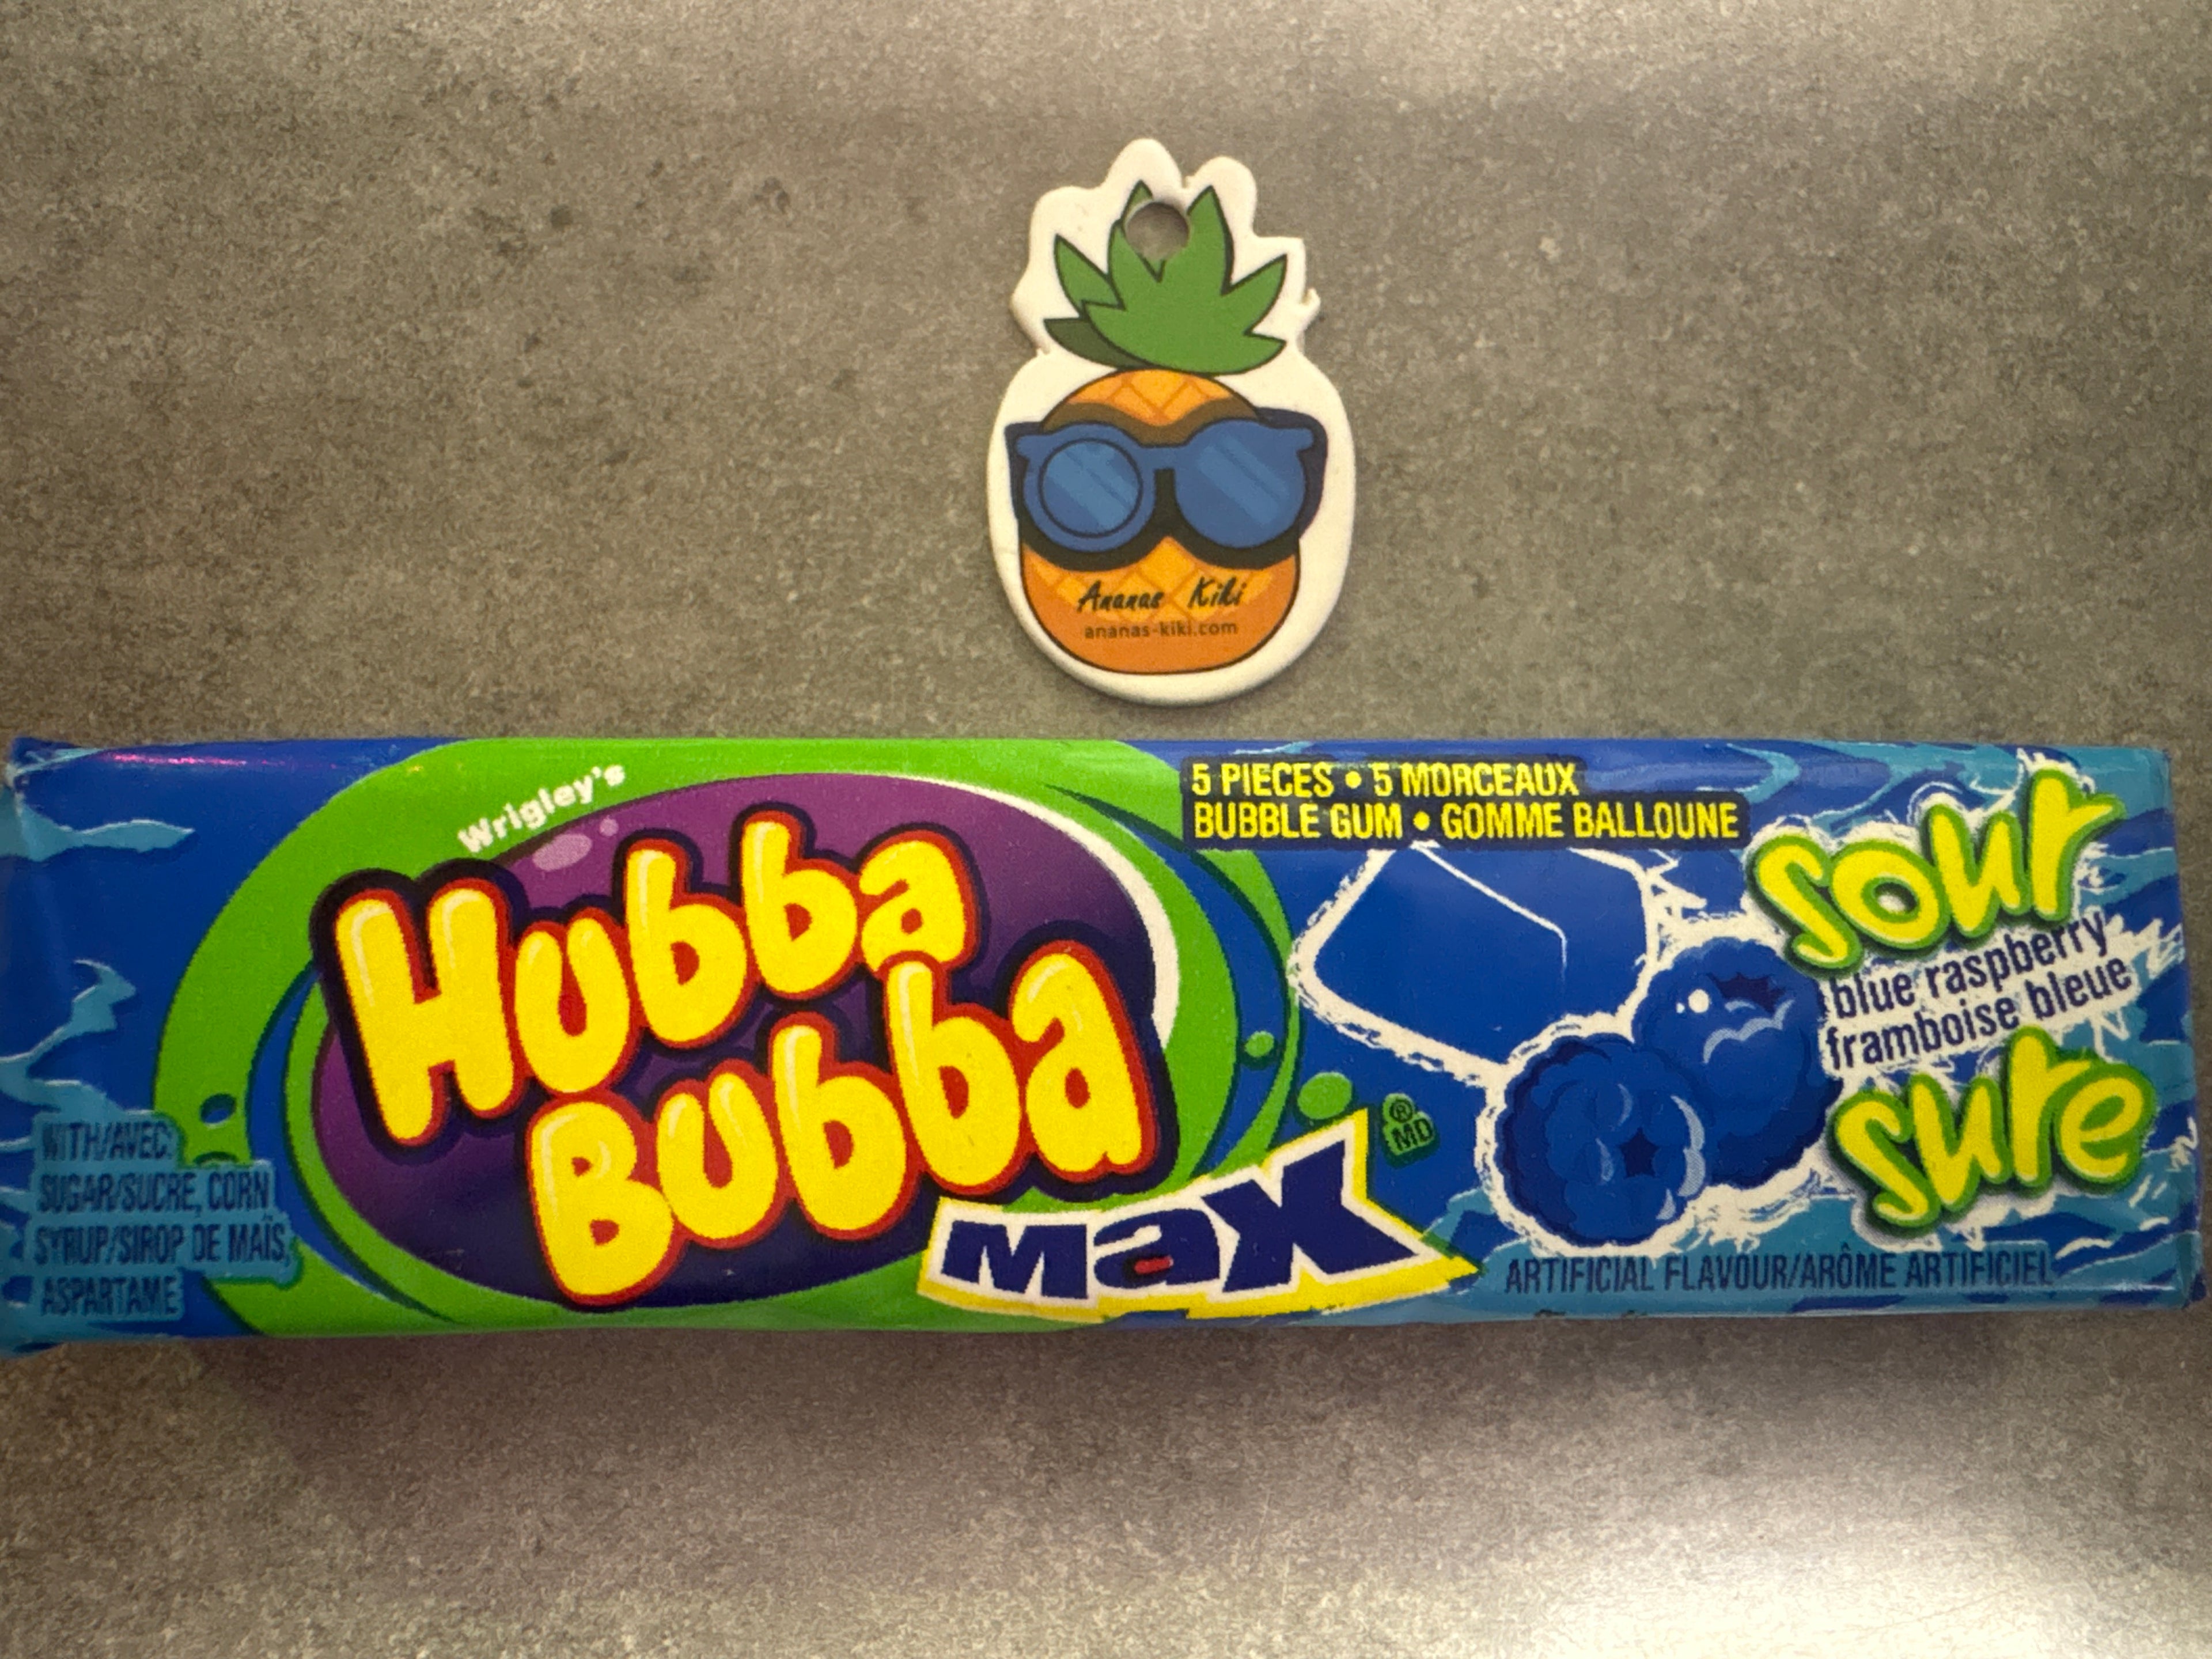 Ananas Kiki
ananas-kiki.com
Wrigley's
Hubba
Bubba
Max
® MD
5 PIECES • 5 MORCEAUX
BUBBLE GUM • GOMME BALLOUNE
sour
blue raspberry
framboise bleue
sure
WITH/AVEC:
SUGAR/SUCRE, CORN
SYRUP/SIROP DE MAÏS,
ASPARTAME
ARTIFICIAL FLAVOUR/ARÔME ARTIFICIEL